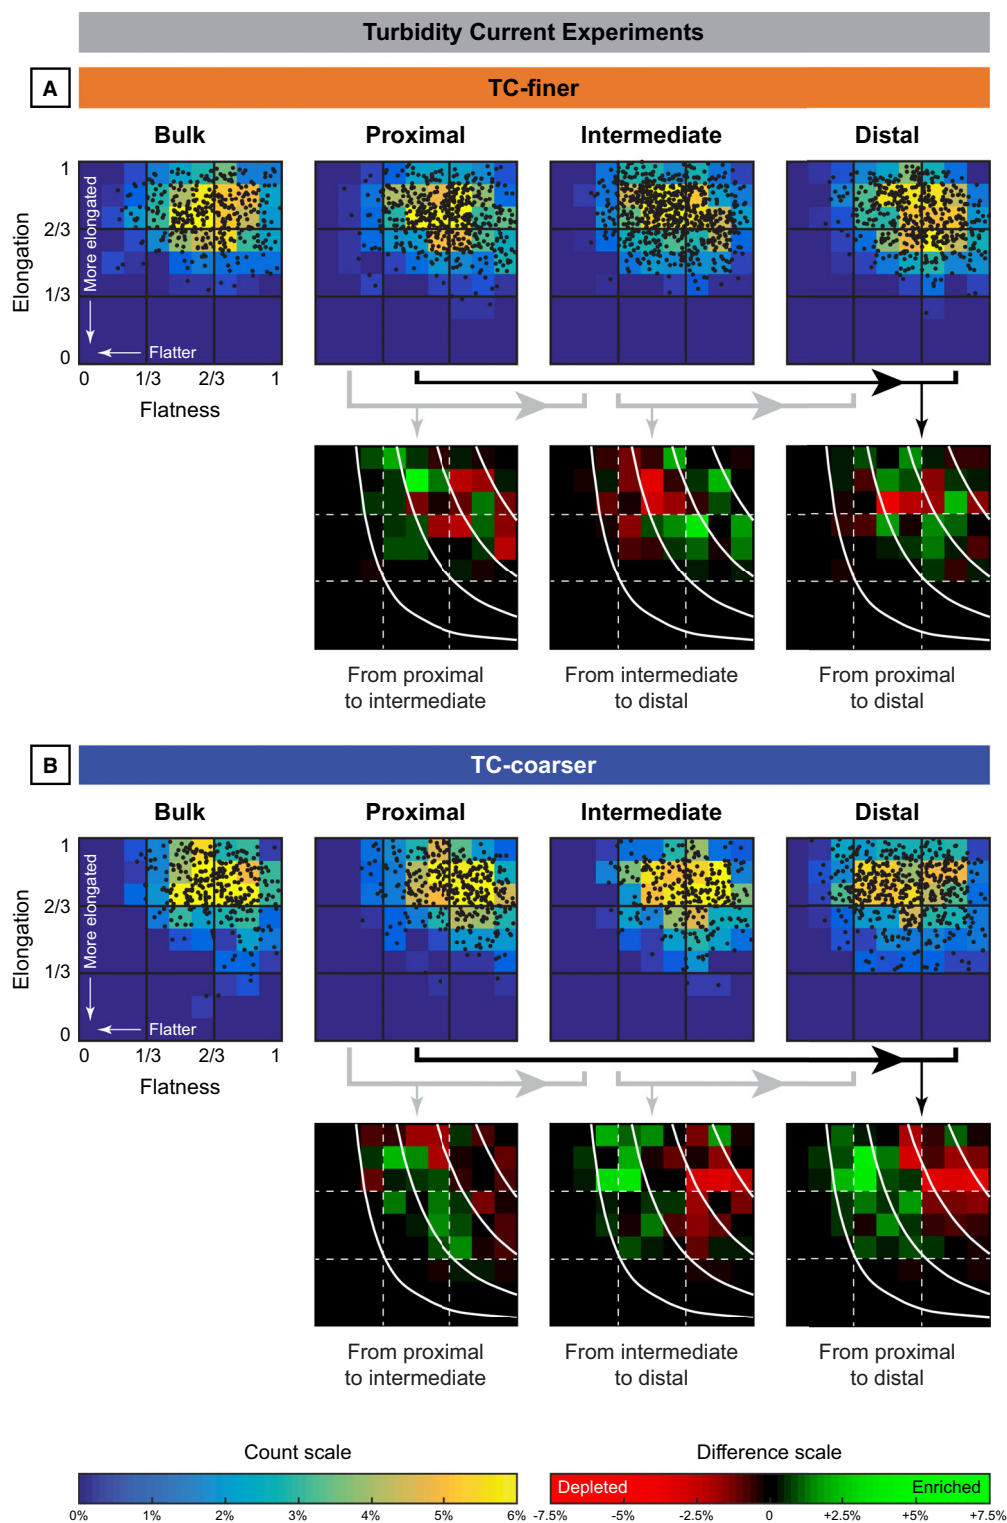 Turbidity Current Experiments
A
TC-finer
Bulk
Proximal
Intermediate
Distal
1
2/3
1/3
0
Elongation
More elongated
Flatter
0
1/3
2/3
1
Flatness
From proximal
to intermediate
From intermediate
to distal
From proximal
to distal
B
TC-coarser
Bulk
Proximal
Intermediate
Distal
1
2/3
1/3
0
Elongation
More elongated
Flatter
0
1/3
2/3
1
Flatness
From proximal
to intermediate
From intermediate
to distal
From proximal
to distal
Count scale
0% 1% 2% 3% 4% 5% 6%
Difference scale
Depleted Enriched
-7.5% -5% -2.5% 0 +2.5% +5% +7.5%